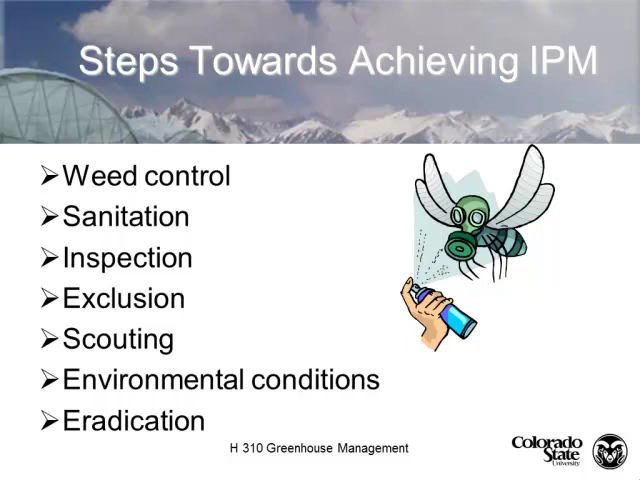 Steps Towards Achieving IPM
➢Weed control
➢Sanitation
➢Inspection
➢Exclusion
➢Scouting
➢Environmental conditions
➢Eradication
H 310 Greenhouse Management
Colorado
State
University